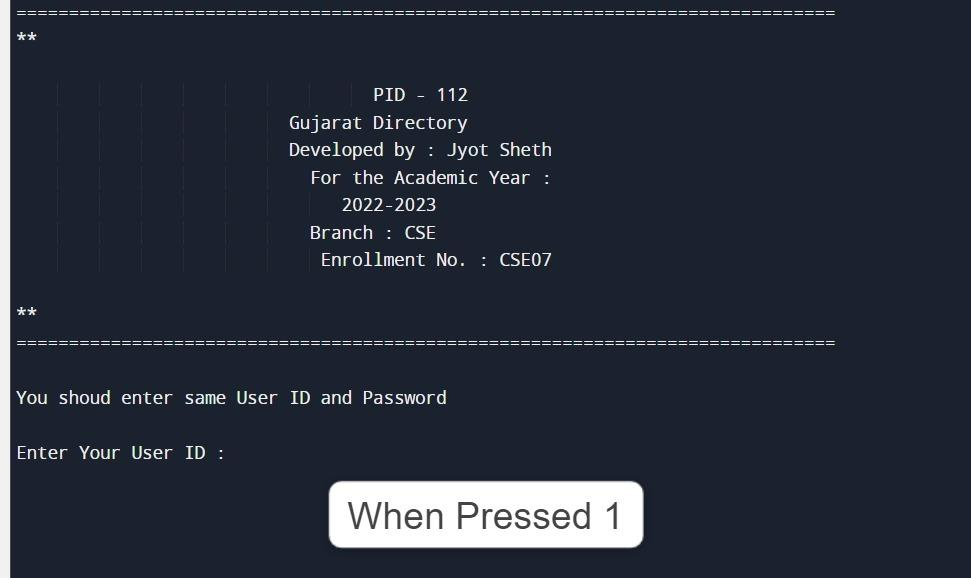 ==============================================================================
**
PID - 112
Gujarat Directory
Developed by : Jyot Sheth
For the Academic Year :
2022-2023
Branch : CSE
Enrollment No. : CSE07
**
==============================================================================
You shoud enter same User ID and Password
Enter Your User ID :
When Pressed 1